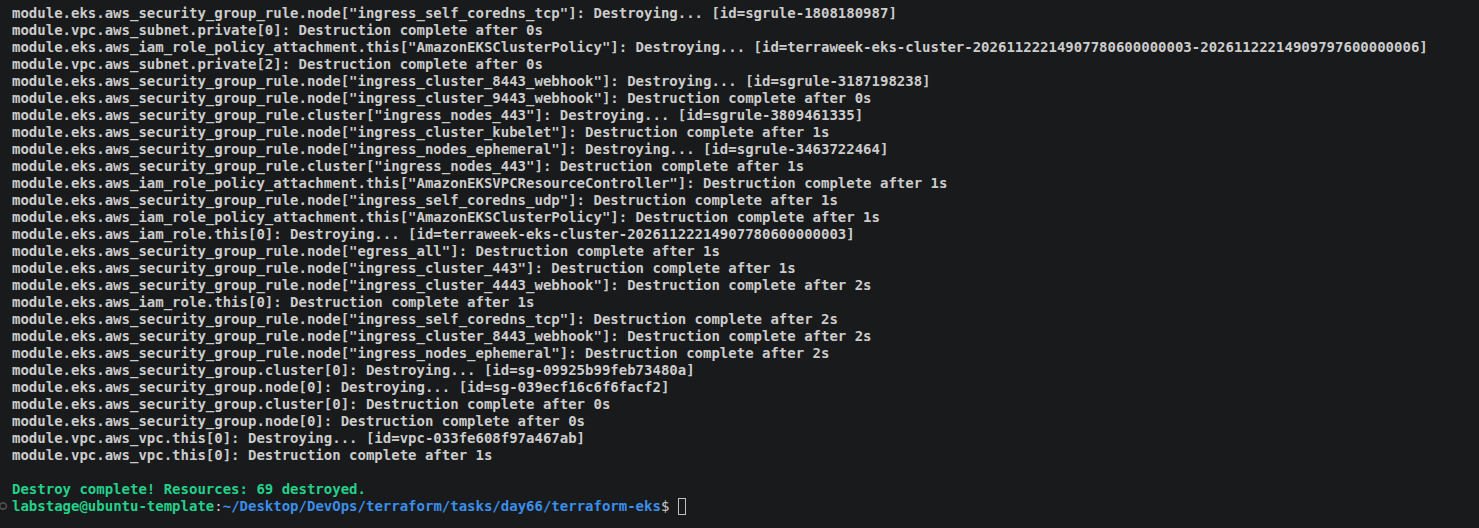 module.eks.aws_security_group_rule.node["ingress_self_coredns_tcp"]: Destroying... [id=sgrule-1808180987]
module.vpc.aws_subnet.private[0]: Destruction complete after 0s
module.eks.aws_iam_role_policy_attachment.this["AmazonEKSClusterPolicy"]: Destroying... [id=terraweek-eks-cluster-20261122214907780600000003-20261122214909797600000006]
module.vpc.aws_subnet.private[2]: Destruction complete after 0s
module.eks.aws_security_group_rule.node["ingress_cluster_8443_webhook"]: Destroying... [id=sgrule-3187198238]
module.eks.aws_security_group_rule.node["ingress_cluster_9443_webhook"]: Destruction complete after 0s
module.eks.aws_security_group_rule.cluster["ingress_nodes_443"]: Destroying... [id=sgrule-3809461335]
module.eks.aws_security_group_rule.node["ingress_cluster_kubelet"]: Destruction complete after 1s
module.eks.aws_security_group_rule.node["ingress_nodes_ephemeral"]: Destroying... [id=sgrule-3463722464]
module.eks.aws_security_group_rule.cluster["ingress_nodes_443"]: Destruction complete after 1s
module.eks.aws_iam_role_policy_attachment.this["AmazonEKSVPCResourceController"]: Destruction complete after 1s
module.eks.aws_security_group_rule.node["ingress_self_coredns_udp"]: Destruction complete after 1s
module.eks.aws_iam_role_policy_attachment.this["AmazonEKSClusterPolicy"]: Destruction complete after 1s
module.eks.aws_iam_role.this[0]: Destroying... [id=terraweek-eks-cluster-20261122214907780600000003]
module.eks.aws_security_group_rule.node["egress_all"]: Destruction complete after 1s
module.eks.aws_security_group_rule.node["ingress_cluster_443"]: Destruction complete after 1s
module.eks.aws_security_group_rule.node["ingress_cluster_4443_webhook"]: Destruction complete after 2s
module.eks.aws_iam_role.this[0]: Destruction complete after 1s
module.eks.aws_security_group_rule.node["ingress_self_coredns_tcp"]: Destruction complete after 2s
module.eks.aws_security_group_rule.node["ingress_cluster_8443_webhook"]: Destruction complete after 2s
module.eks.aws_security_group_rule.node["ingress_nodes_ephemeral"]: Destruction complete after 2s
module.eks.aws_security_group.cluster[0]: Destroying... [id=sg-09925b99feb73480a]
module.eks.aws_security_group.node[0]: Destroying... [id=sg-039ecf16c6f6facf2]
module.eks.aws_security_group.cluster[0]: Destruction complete after 0s
module.eks.aws_security_group.node[0]: Destruction complete after 0s
module.vpc.aws_vpc.this[0]: Destroying... [id=vpc-033fe608f97a467ab]
module.vpc.aws_vpc.this[0]: Destruction complete after 1s
Destroy complete! Resources: 69 destroyed.
labstage@ubuntu-template:~/Desktop/DevOps/terraform/tasks/day66/terraform-eks$